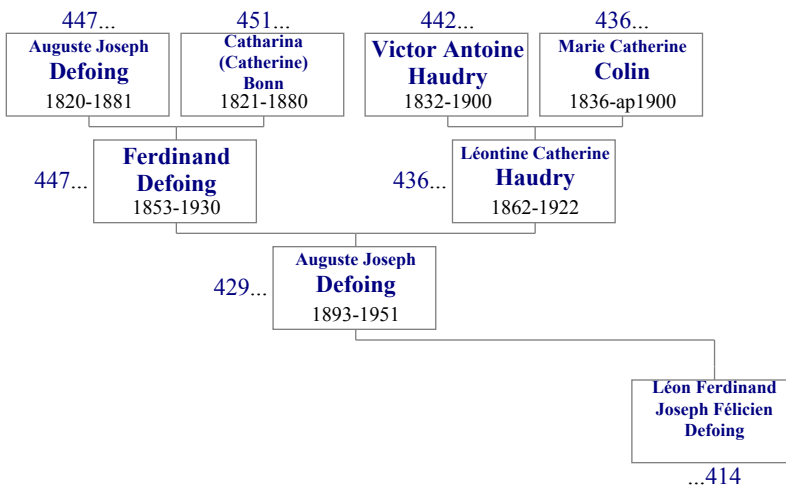 447...
451...
442...
436...
Auguste Joseph
Defoing
1820-1881
Catharina
(Catherine)
Bonn
1821-1880
Victor Antoine
Haudry
1832-1900
Marie Catherine
Colin
1836-ap1900
447...
Ferdinand
Defoing
1853-1930
436...
Léontine Catherine
Haudry
1862-1922
429...
Auguste Joseph
Defoing
1893-1951
Léon Ferdinand
Joseph Félicien
Defoing
...414